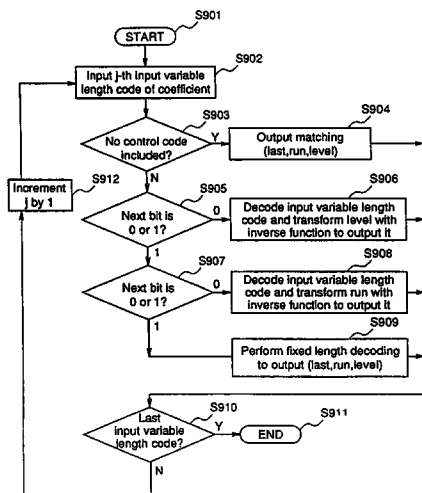 S901
START
S902
Input j-th input variable
length code of coefficient
S903
No control code
included?
Y
N
S904
Output matching
(last,run,level)
S912
Increment
j by 1
S905
Next bit is
0 or 1?
0
1
S906
Decode input variable length
code and transform level with
inverse function to output it
S907
Next bit is
0 or 1?
0
1
S908
Decode input variable length
code and transform run with
inverse function to output it
S909
Perform fixed length decoding
to output (last,run,level)
S910
Last
input variable
length code?
Y
N
S911
END